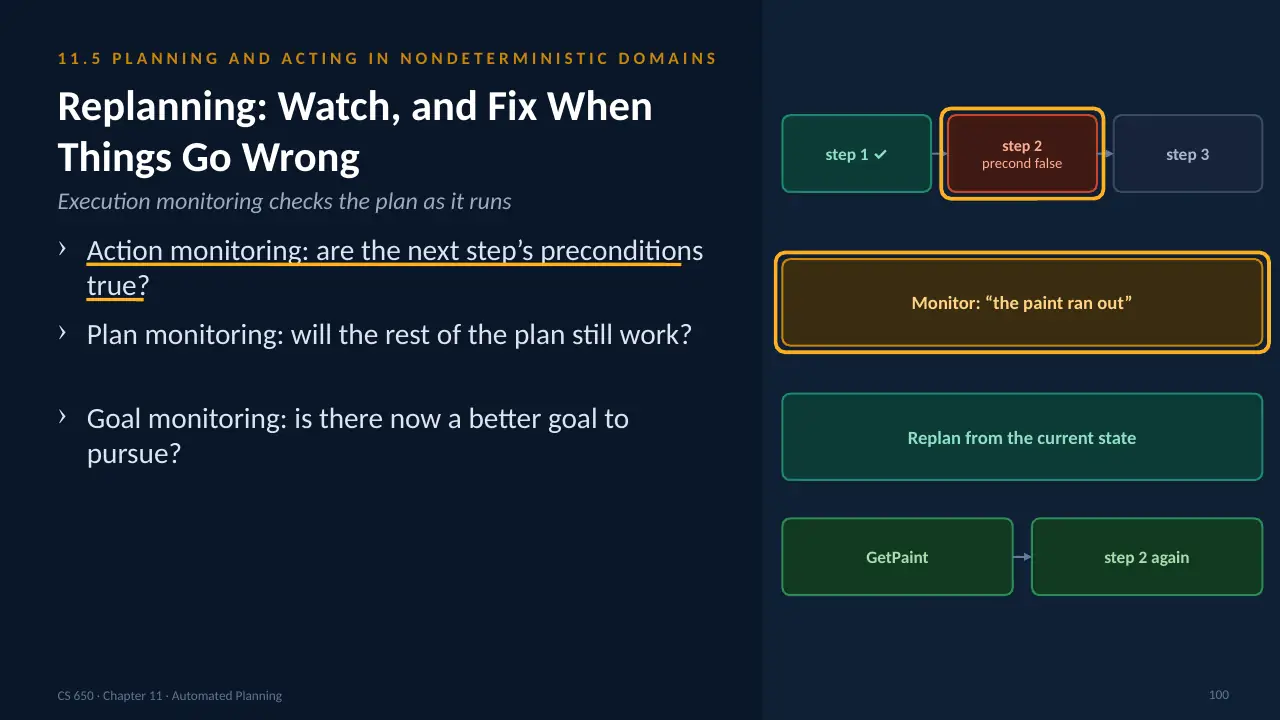 11.5 PLANNING AND ACTING IN NONDETERMINISTIC DOMAINS
Replanning: Watch, and Fix When
Things Go Wrong
Execution monitoring checks the plan as it runs
› Action monitoring: are the next step’s preconditions
true?
› Plan monitoring: will the rest of the plan still work?
› Goal monitoring: is there now a better goal to
pursue?
step 1 ✓
step 2
precond false
step 3
Monitor: “the paint ran out”
Replan from the current state
GetPaint
step 2 again
CS 650 · Chapter 11 · Automated Planning
100